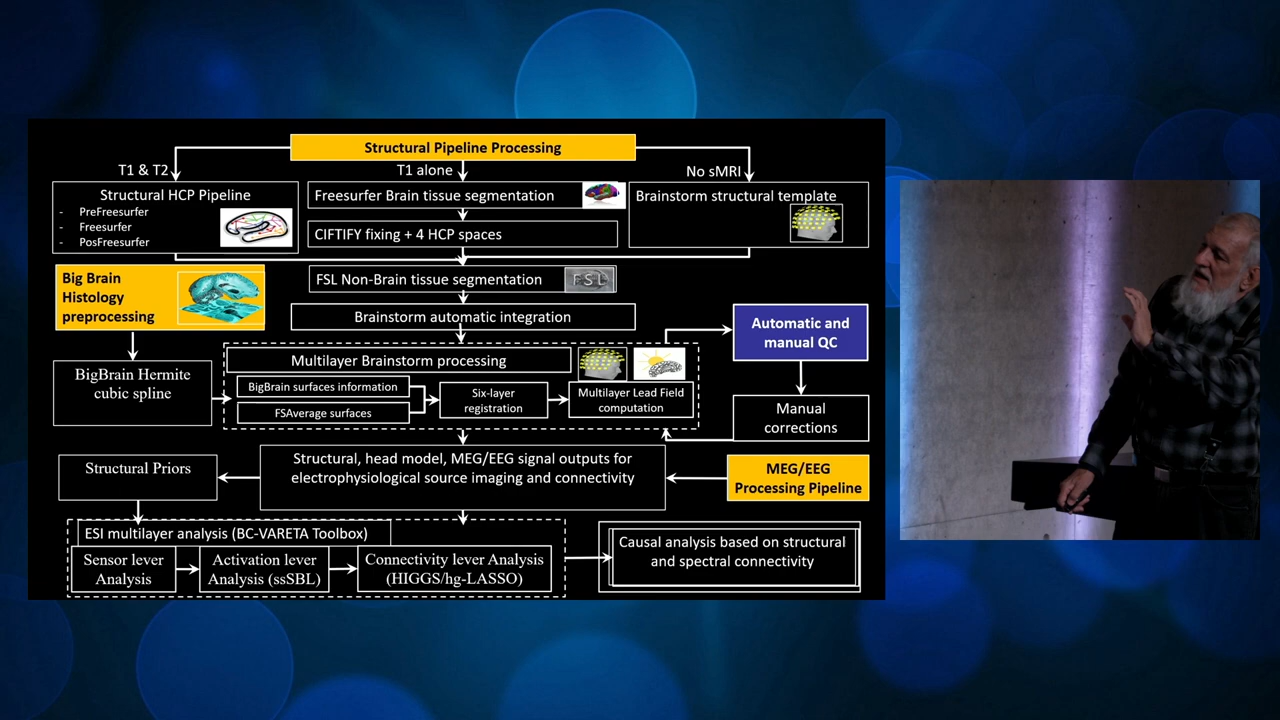 Structural Pipeline Processing
T1 & T2
T1 alone
No sMRI
Structural HCP Pipeline
- PreFreesurfer
- Freesurfer
- PosFreesurfer
Freesurfer Brain tissue segmentation
CIFTIFY fixing + 4 HCP spaces
Brainstorm structural template
Big Brain
Histology
preprocessing
FSL Non-Brain tissue segmentation
FSL
Brainstorm automatic integration
Automatic and
manual QC
Multilayer Brainstorm processing
BigBrain Hermite
cubic spline
BigBrain surfaces information
FSAverage surfaces
Six-layer
registration
Multilayer Lead Field
computation
Manual
corrections
Structural Priors
Structural, head model, MEG/EEG signal outputs for
electrophysiological source imaging and connectivity
MEG/EEG
Processing Pipeline
ESI multilayer analysis (BC-VARETA Toolbox)
Sensor lever
Analysis
Activation lever
Analysis (ssSBL)
Connectivity lever Analysis
(HIGGS/hg-LASSO)
Causal analysis based on structural
and spectral connectivity